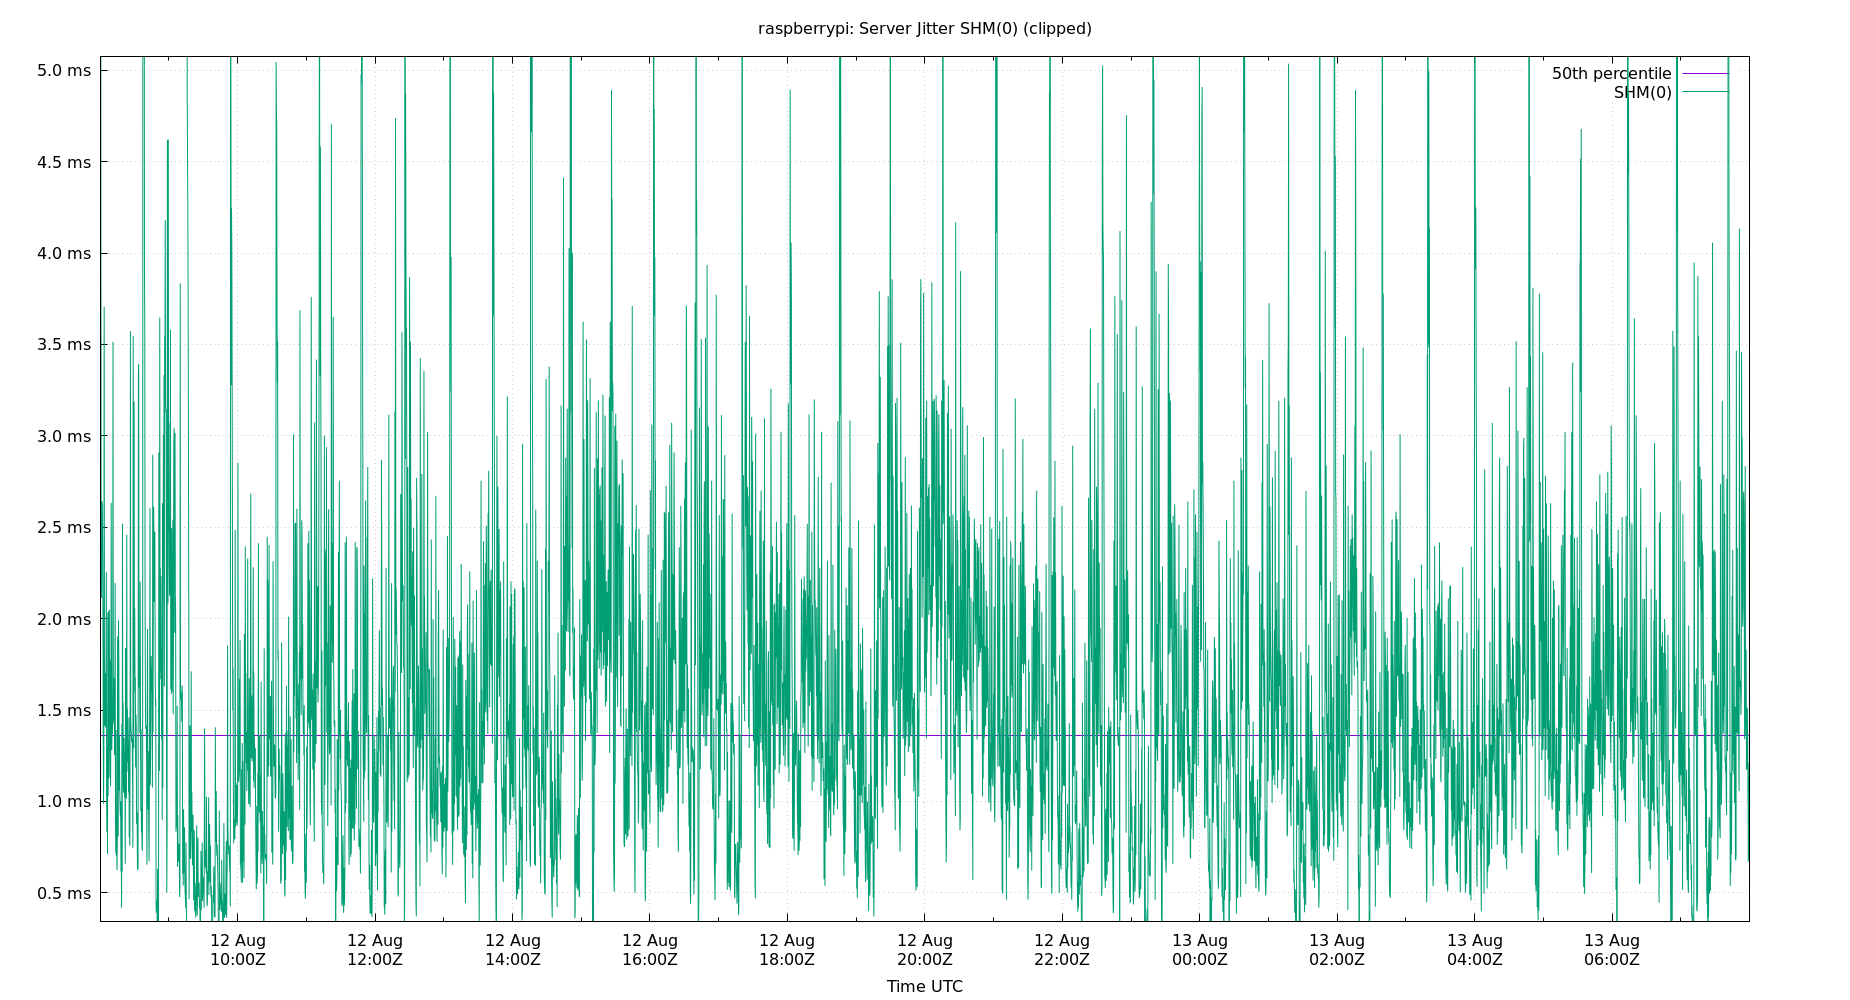 raspberrypi: Server Jitter SHM(0) (clipped)
5.0 ms
50th percentile
SHM(0)
4.5 ms
4.0 ms
3.5 ms
3.0 ms
2.5 ms
2.0 ms
1.5 ms
1.0 ms
0.5 ms
12 Aug 12 Aug 12 Aug 12 Aug 12 Aug 12 Aug 12 Aug 13 Aug 13 Aug 13 Aug 13 Aug
10:00Z 12:00Z 14:00Z 16:00Z 18:00Z 20:00Z 22:00Z 00:00Z 02:00Z 04:00Z 06:00Z
Time UTC